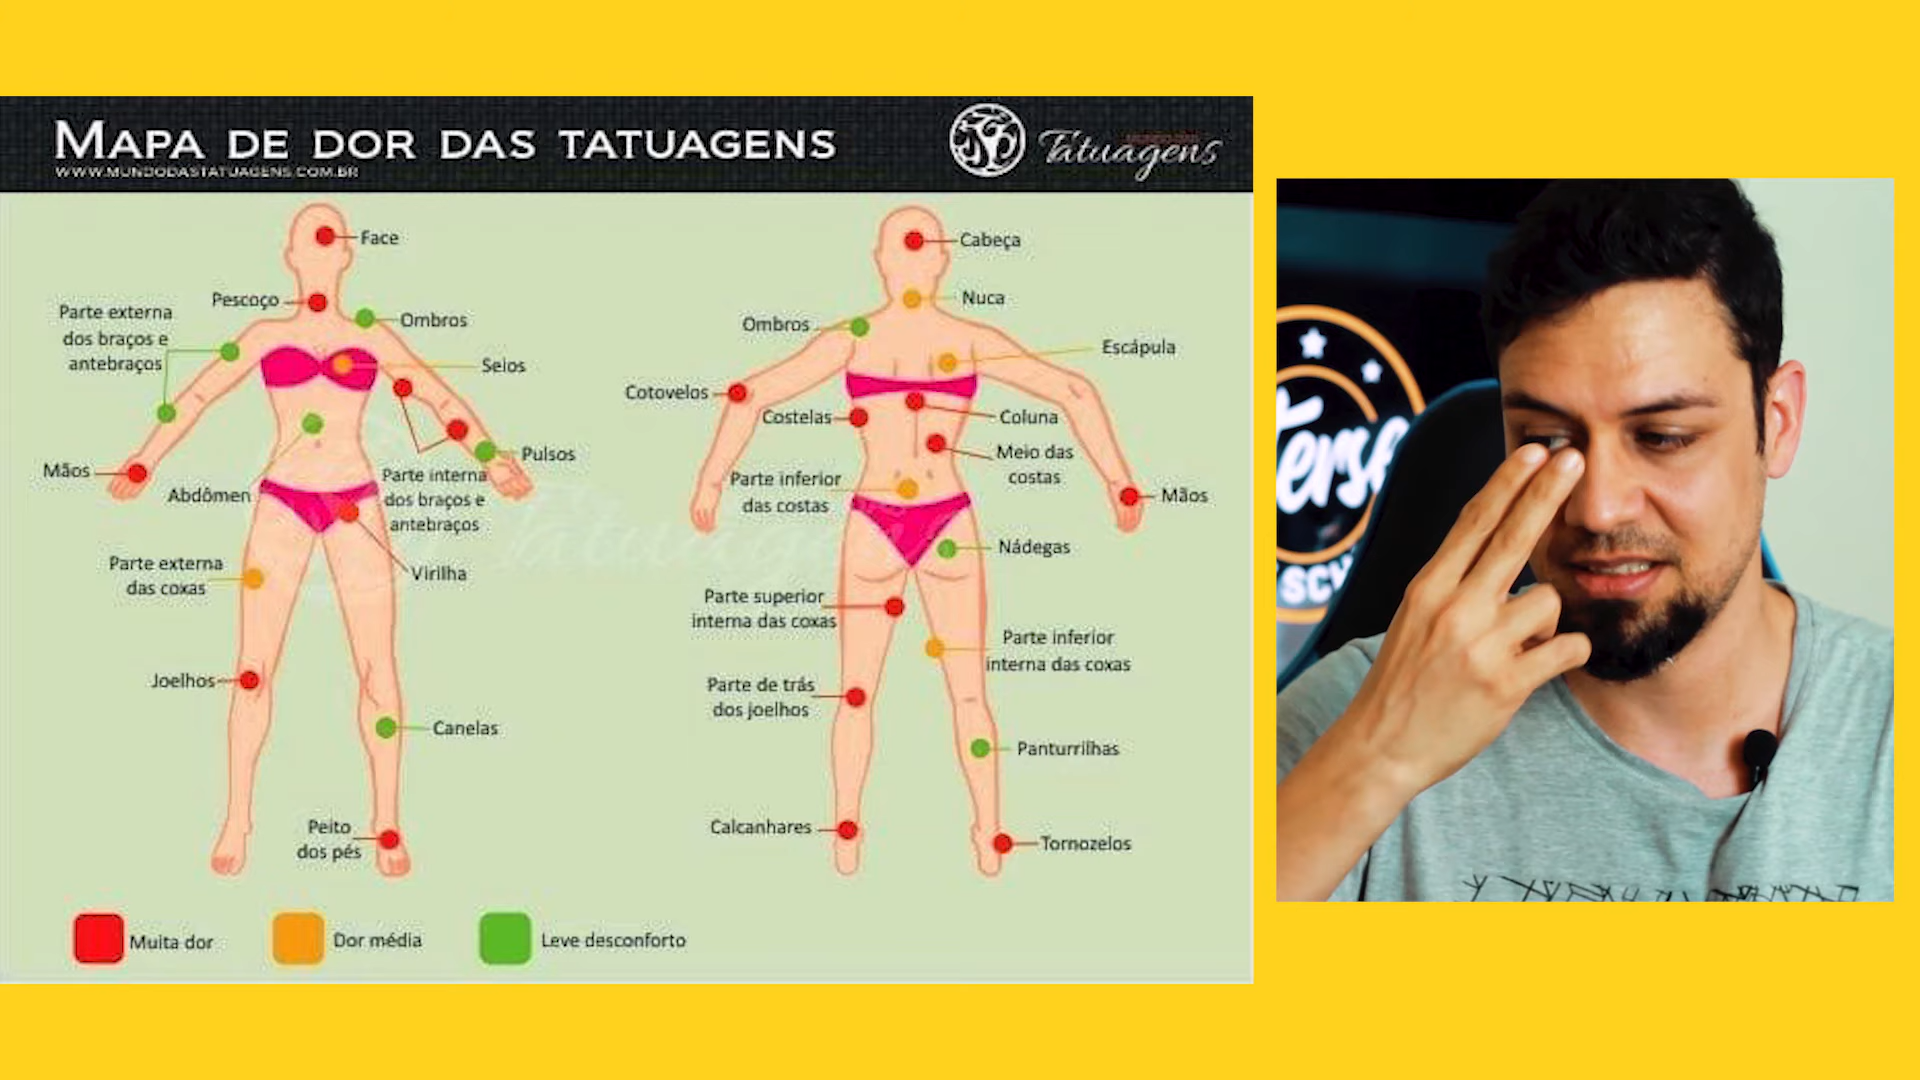 MAPA DE DOR DAS TATUAGENS
WWW.MUNDODASTATUAGENS.COM.BR
Tatuagens
Face
Pescoço
Parte externa
dos braços e
antebraços
Ombros
Seios
Mãos
Abdômen
Pulsos
Parte interna
dos braços e
antebraços
Parte externa
das coxas
Virilha
Joelhos
Canelas
Peito
dos pés
Cabeça
Nuca
Ombros
Escápula
Cotovelos
Costelas
Coluna
Meio das
costas
Parte inferior
das costas
Mãos
Nádegas
Parte superior
interna das coxas
Parte inferior
interna das coxas
Parte de trás
dos joelhos
Panturrilhas
Calcanhares
Tornozelos
Muita dor
Dor média
Leve desconforto